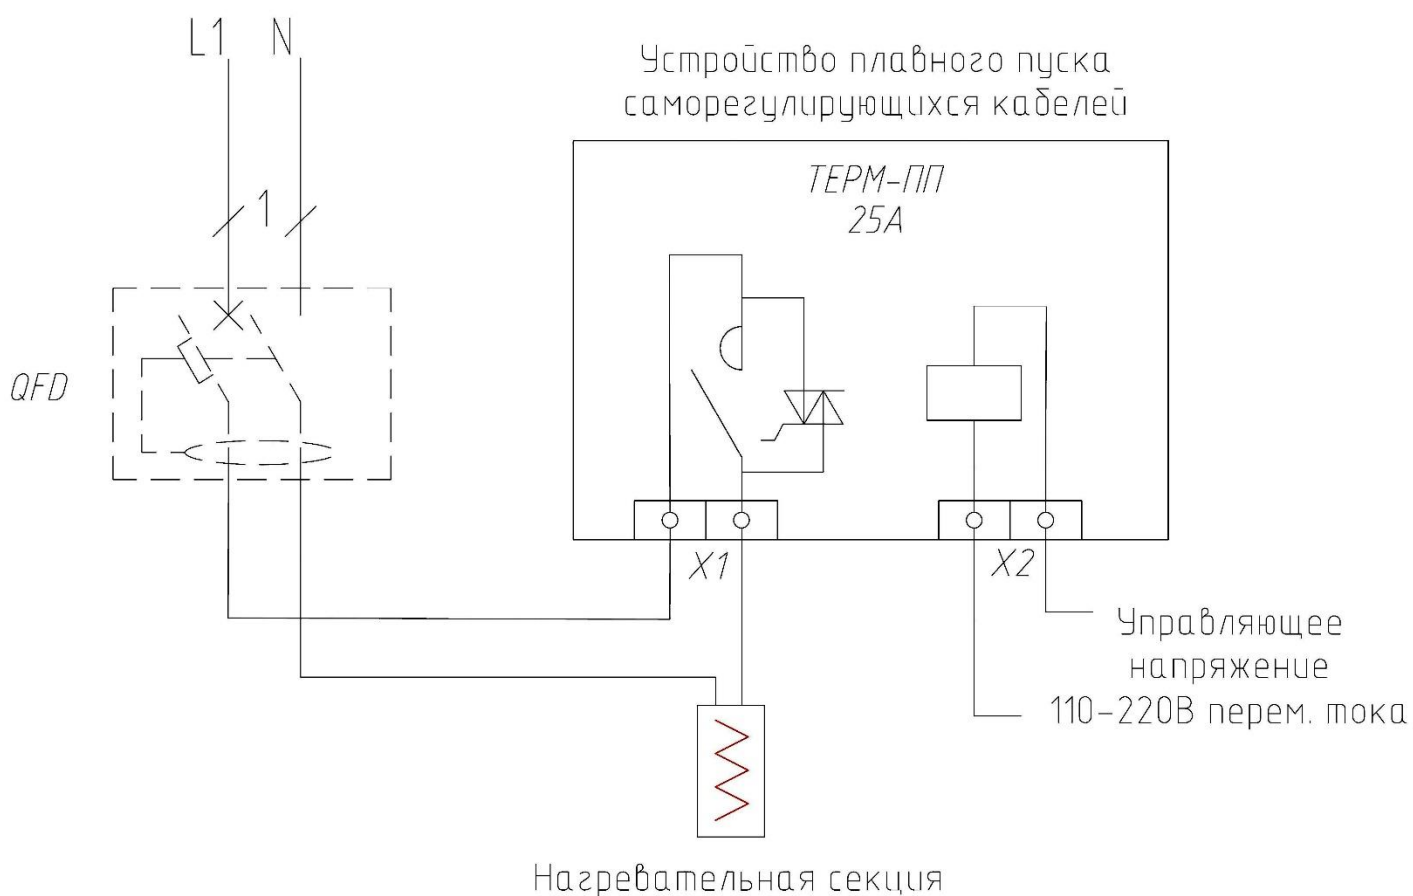 L1 N
Устройство плавного пуска
саморегулирующихся кабелей
ТЕРМ-ПП
25А
1
QFD
X1
X2
Управляющее
напряжение
110-220В перем. тока
Нагревательная секция